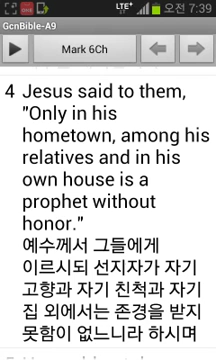 LTE
오전 7:39
GcnBible-A9
Mark 6Ch
4 Jesus said to them,
"Only in his
hometown, among his
relatives and in his
own house is a
prophet without
honor."
예수께서 그들에게
이르시되 선지자가 자기
고향과 자기 친척과 자기
집 외에서는 존경을 받지
못함이 없느니라 하시며